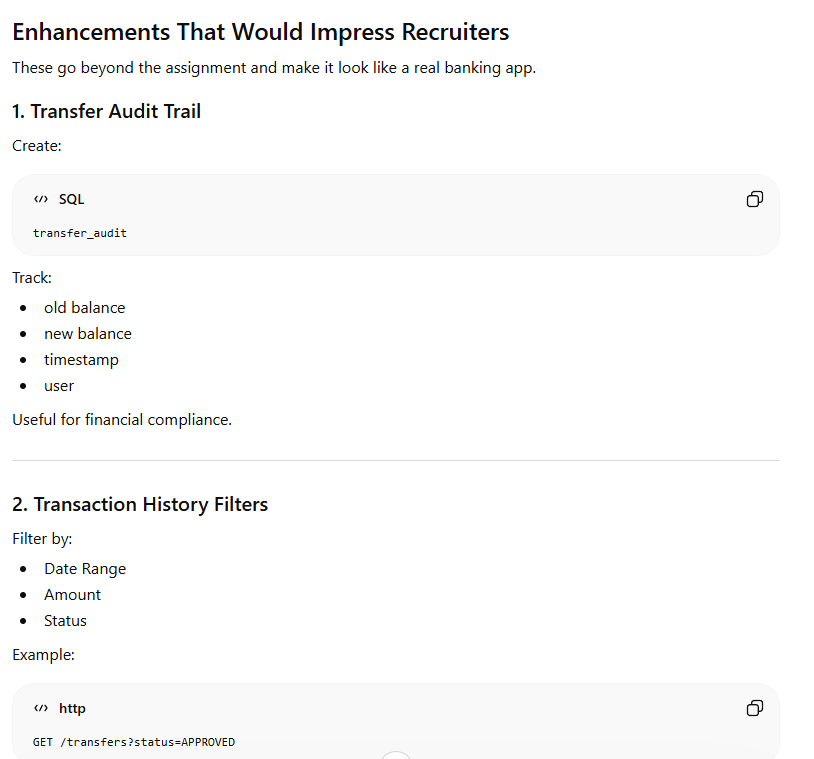 Enhancements That Would Impress Recruiters
These go beyond the assignment and make it look like a real banking app.
1. Transfer Audit Trail
Create:
SQL
transfer_audit
Track:
old balance
new balance
timestamp
user
Useful for financial compliance.
2. Transaction History Filters
Filter by:
Date Range
Amount
Status
Example:
http
GET /transfers?status=APPROVED